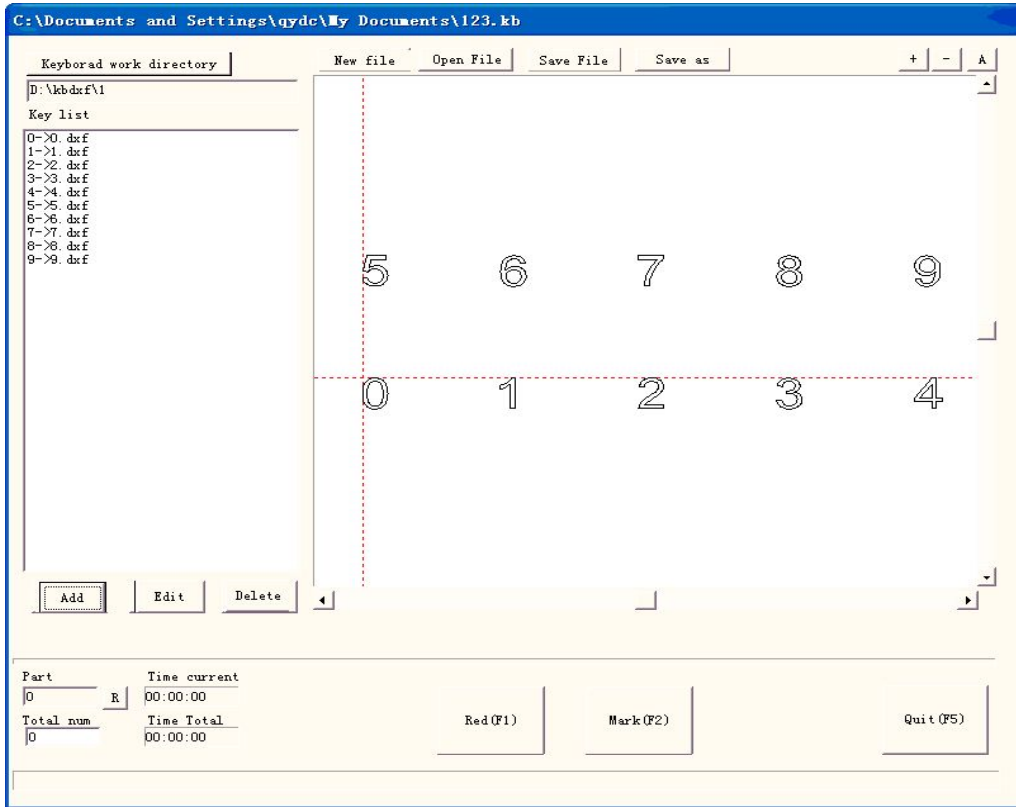 C:\Documents and Settings\qydc\My Documents\123.kb
Keyborad work directory
New file
Open File
Save File
Save as
+
-
A
D:\kbdxf\1
Key list
0->0.dxf
1->1.dxf
2->2.dxf
3->3.dxf
4->4.dxf
5->5.dxf
6->6.dxf
7->7.dxf
8->8.dxf
9->9.dxf
5 6 7 8 9
0 1 2 3 4
Add
Edit
Delete
Part
Time current
0
R
00:00:00
Total num
Time Total
0
00:00:00
Red(F1)
Mark(F2)
Quit(F5)